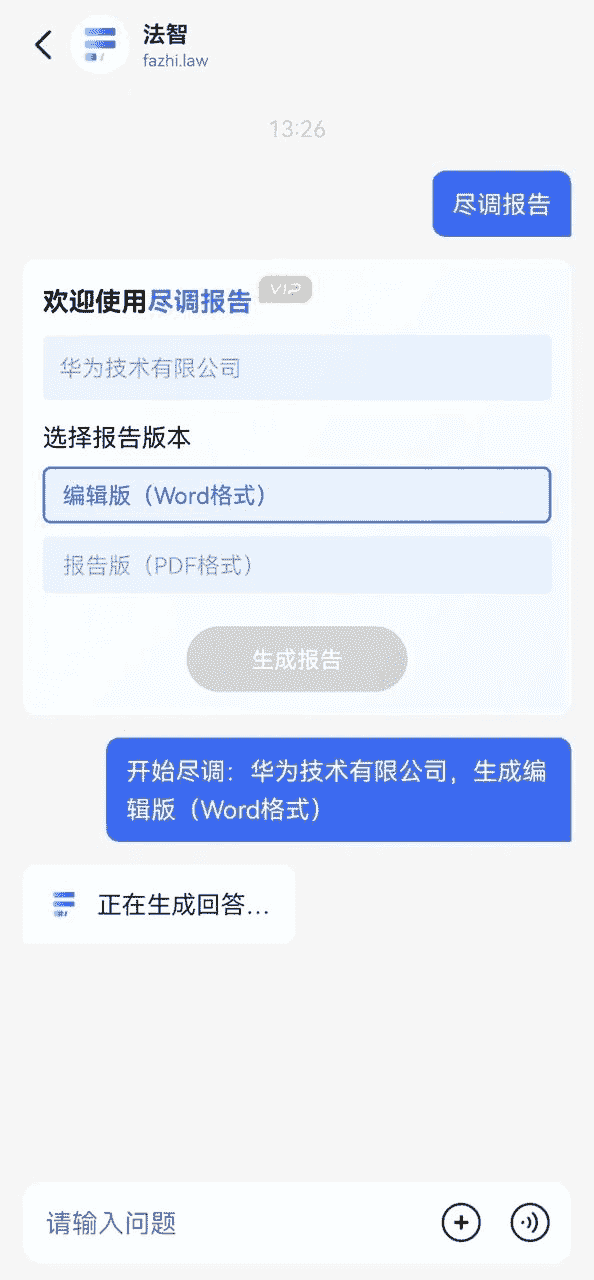 法智
fazhi.law
13:26
尽调报告
欢迎使用尽调报告 VIP
华为技术有限公司
选择报告版本
编辑版（Word格式）
报告版（PDF格式）
生成报告
开始尽调：华为技术有限公司，生成编
辑版（Word格式）
正在生成回答...
请输入问题